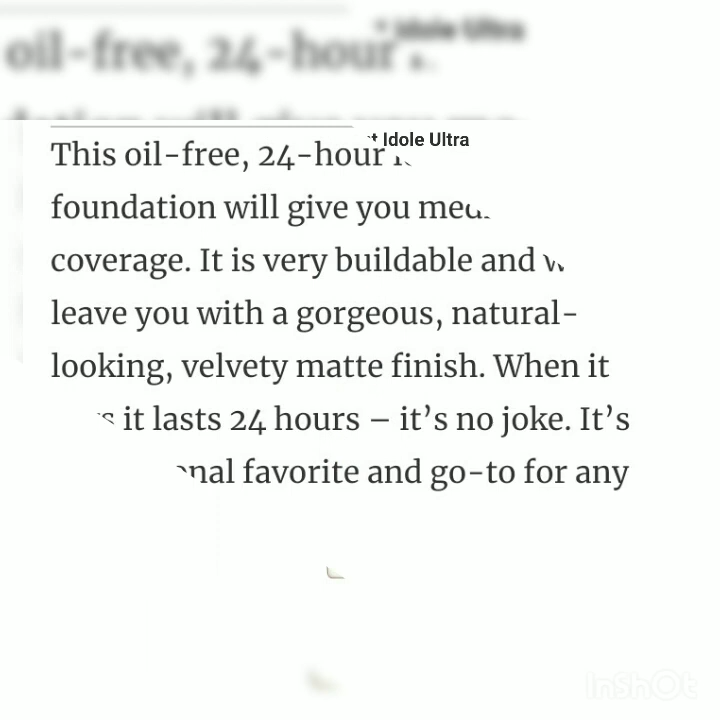 oil-free, 24-hour
Idole Ultra
Idole Ultra
This oil-free, 24-hour
foundation will give you
coverage. It is very buildable and
leave you with a gorgeous, natural-
looking, velvety matte finish. When it
it lasts 24 hours – it’s no joke. It’s
favorite and go-to for any
InShOt